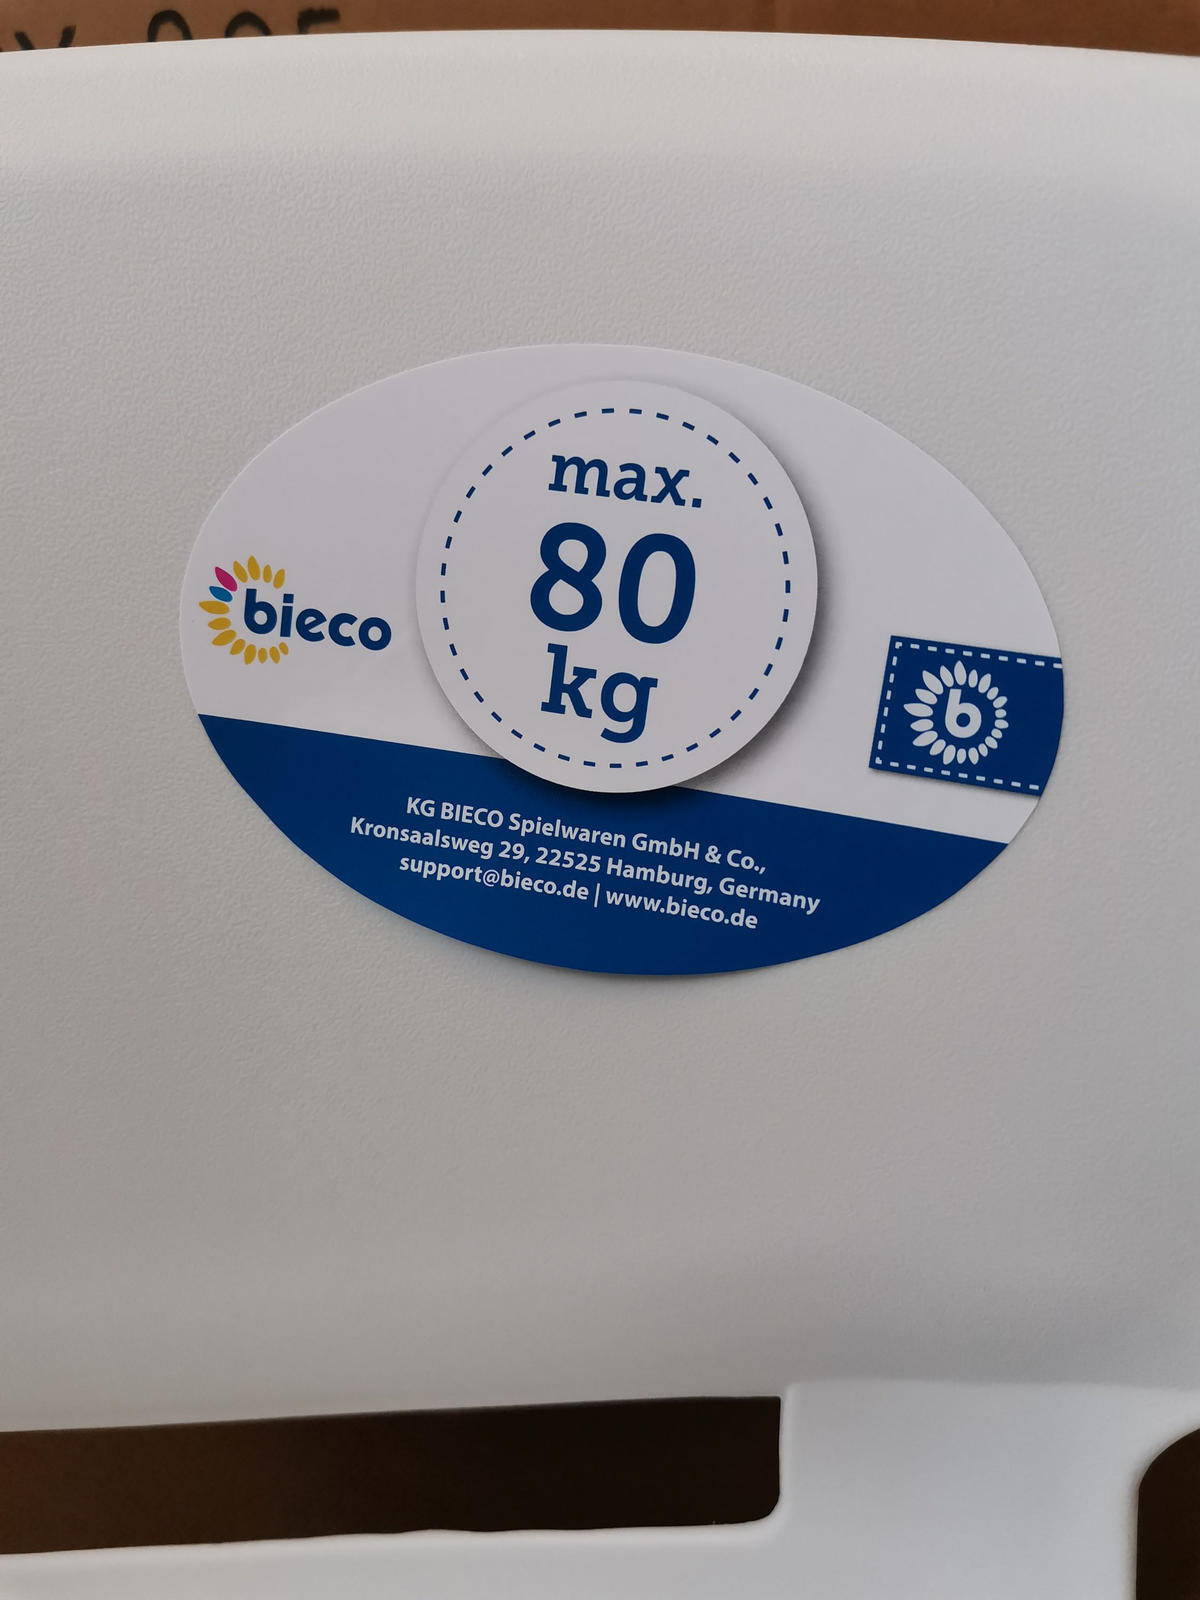 max.
80
kg
bieco
b
KG BIECO Spielwaren GmbH & Co.,
Kronsaalsweg 29, 22525 Hamburg, Germany
support@bieco.de | www.bieco.de